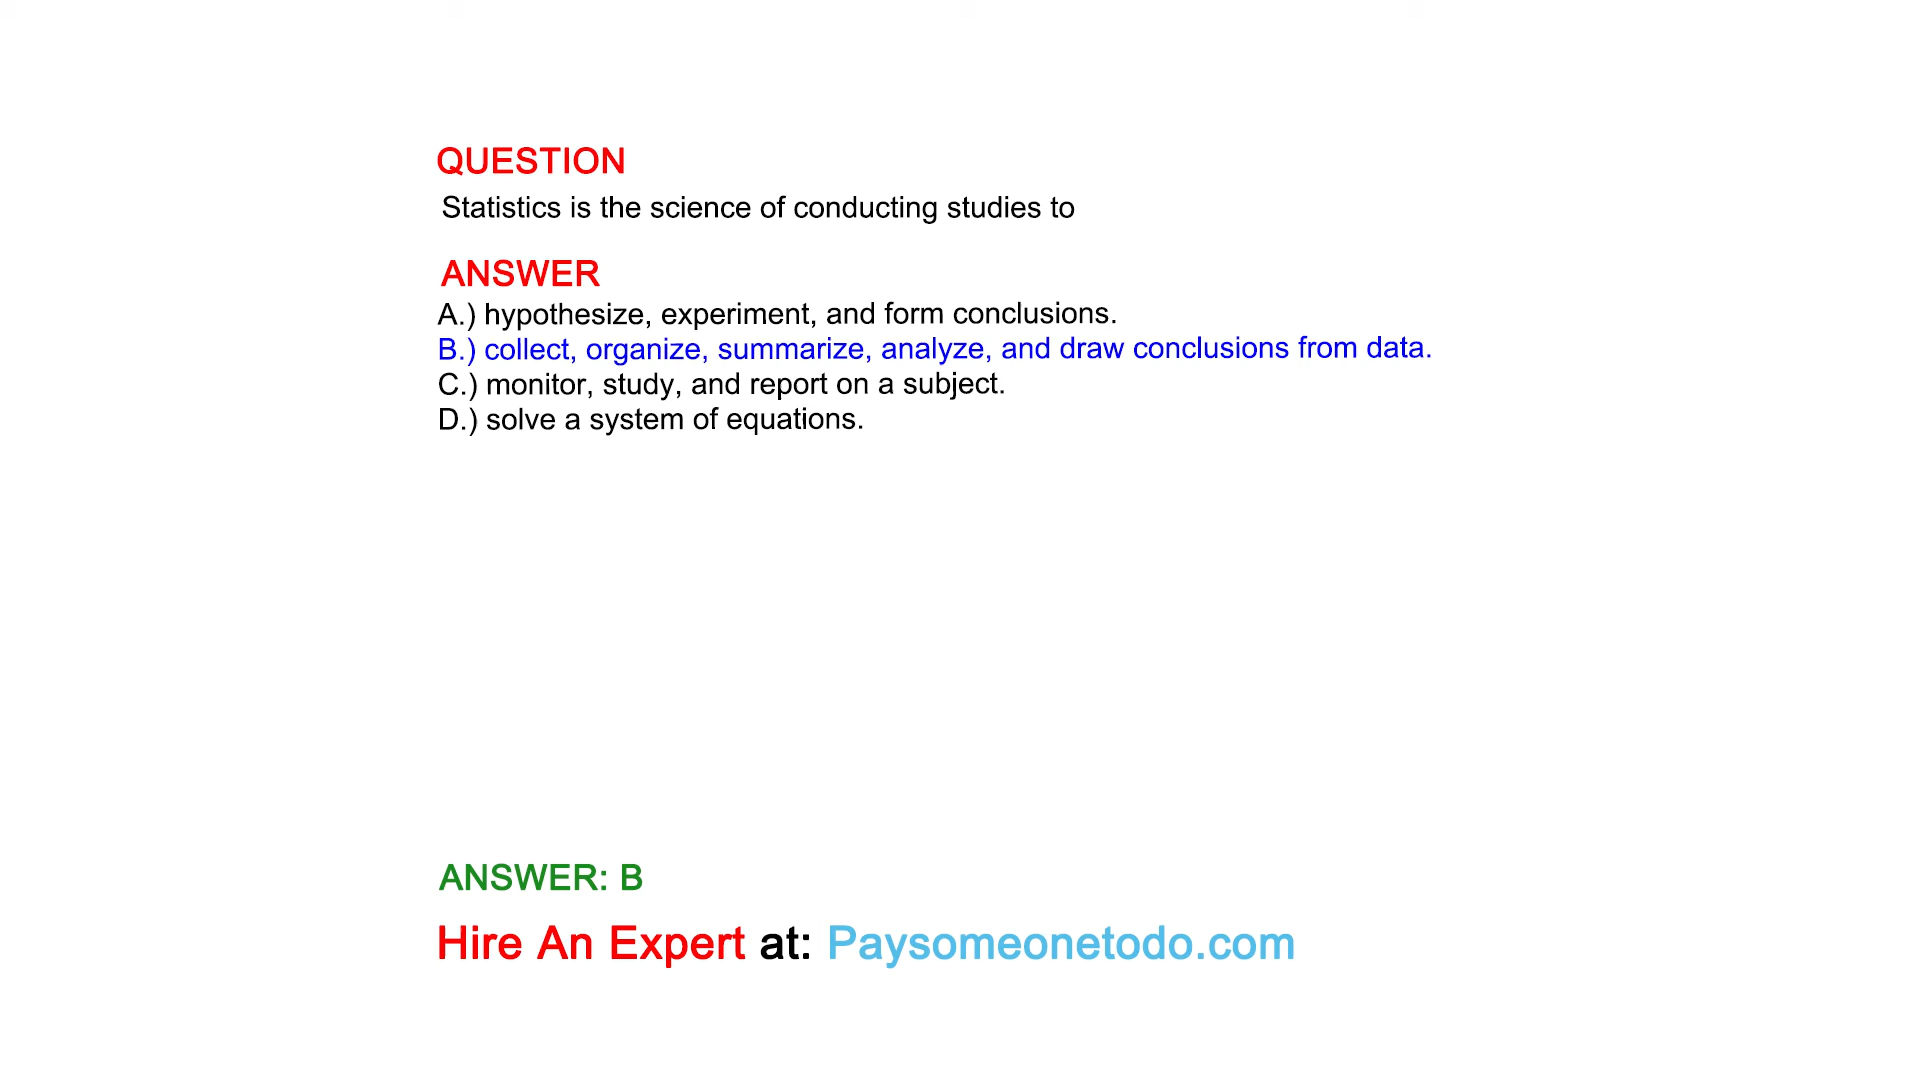 QUESTION
Statistics is the science of conducting studies to
ANSWER
A.) hypothesize, experiment, and form conclusions.
B.) collect, organize, summarize, analyze, and draw conclusions from data.
C.) monitor, study, and report on a subject.
D.) solve a system of equations.
ANSWER: B
Hire An Expert at: Paysomeonetodo.com